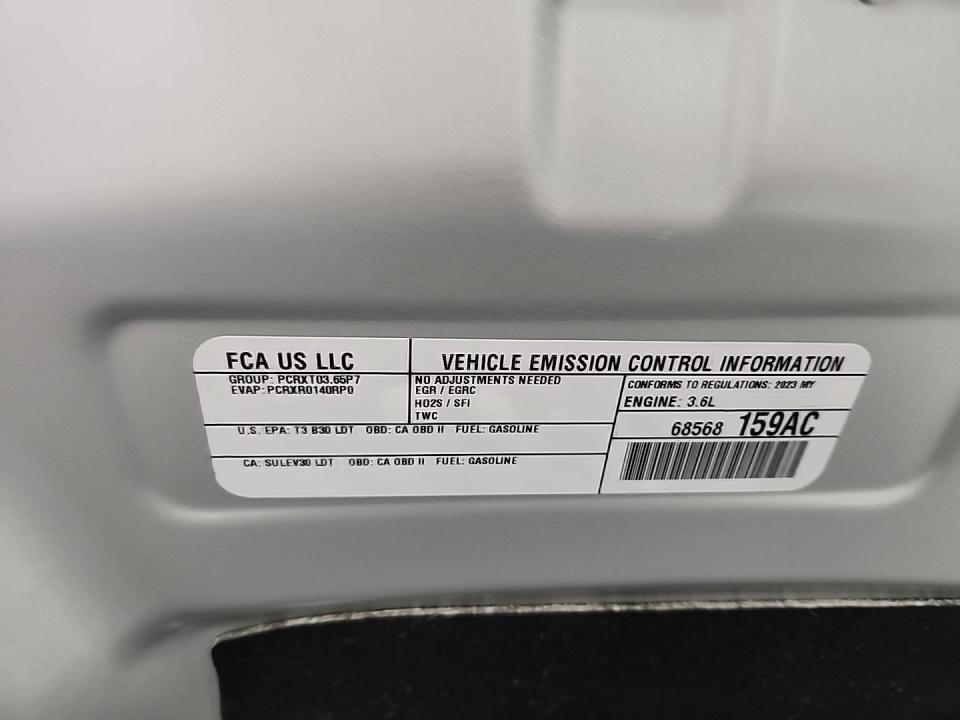 FCA US LLC
VEHICLE EMISSION CONTROL INFORMATION
GROUP: PCRXT03.65P7
EVAP: PCRXR0140RP0
NO ADJUSTMENTS NEEDED
EGR / EGRC
HO2S / SFI
TWC
CONFORMS TO REGULATIONS: 2023 MY
ENGINE: 3.6L
U.S. EPA: T3 B30 LDT OBD: CA OBD II FUEL: GASOLINE
CA: SULEV30 LDT OBD: CA OBD II FUEL: GASOLINE
68568 159AC